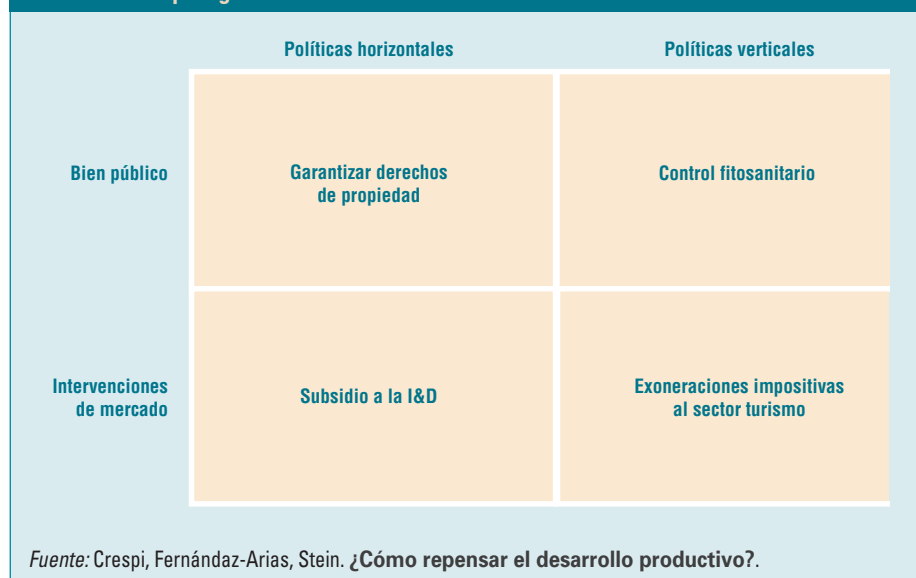 Políticas horizontales Políticas verticales
Bien público
Garantizar derechos
de propiedad
Control fitosanitario
Intervenciones
de mercado
Subsidio a la I&D
Exoneraciones impositivas
al sector turismo
Fuente: Crespi, Fernándaz-Arias, Stein. ¿Cómo repensar el desarrollo productivo?.